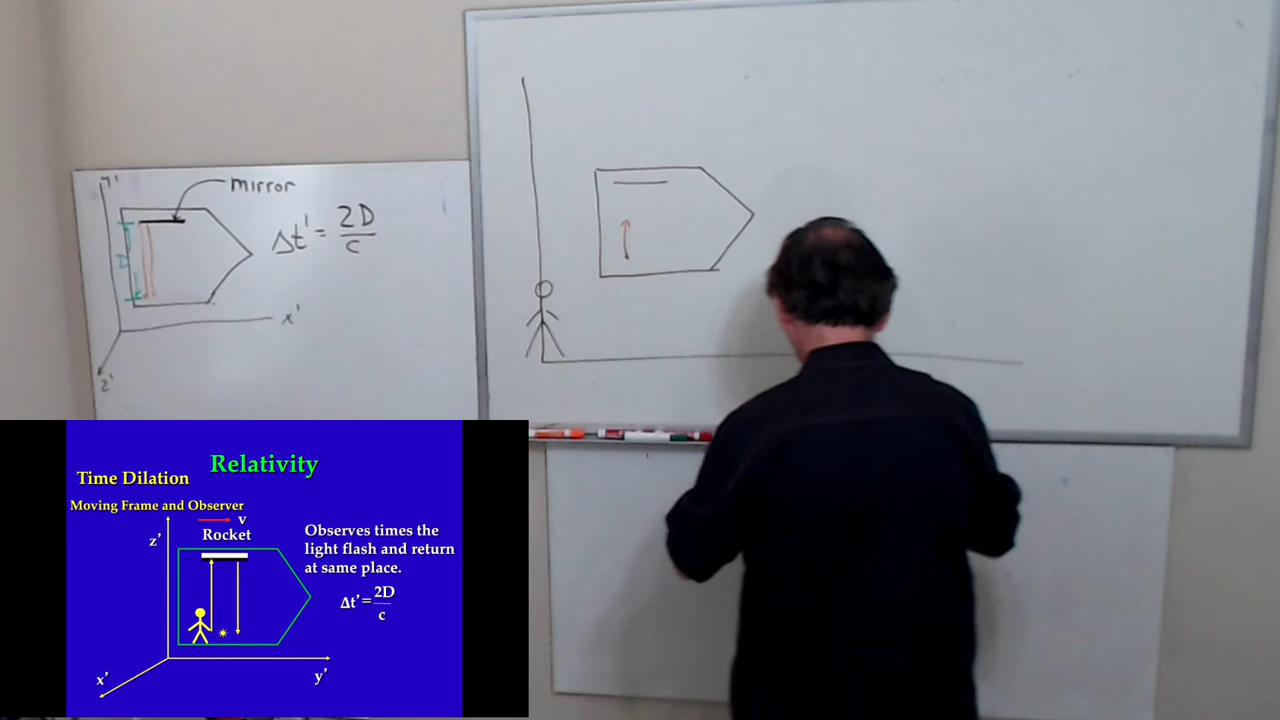 y'
mirror
Δt' = 2D/c
D
x'
z'
Relativity
Time Dilation
Moving Frame and Observer
v
z'
Rocket
Observes times the
light flash and return
at same place.
Δt'=2D/c
x'
y'